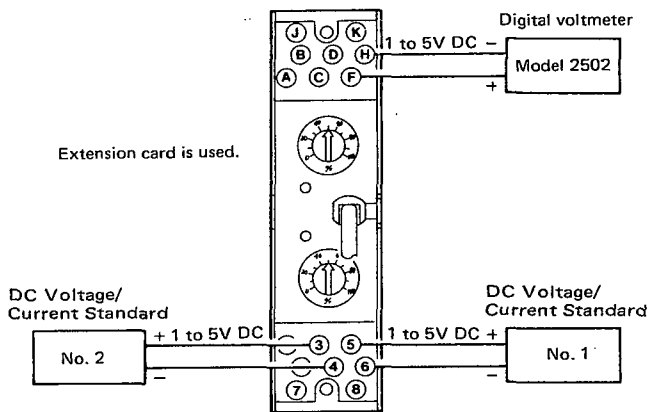 Digital voltmeter
J K
B D H 1 to 5V DC −
Model 2502
A C F +
Extension card is used.
%
%
DC Voltage/
Current Standard
DC Voltage/
Current Standard
+ 1 to 5V DC 3 5 1 to 5V DC +
No. 2
No. 1
− 4 6 −
7 8